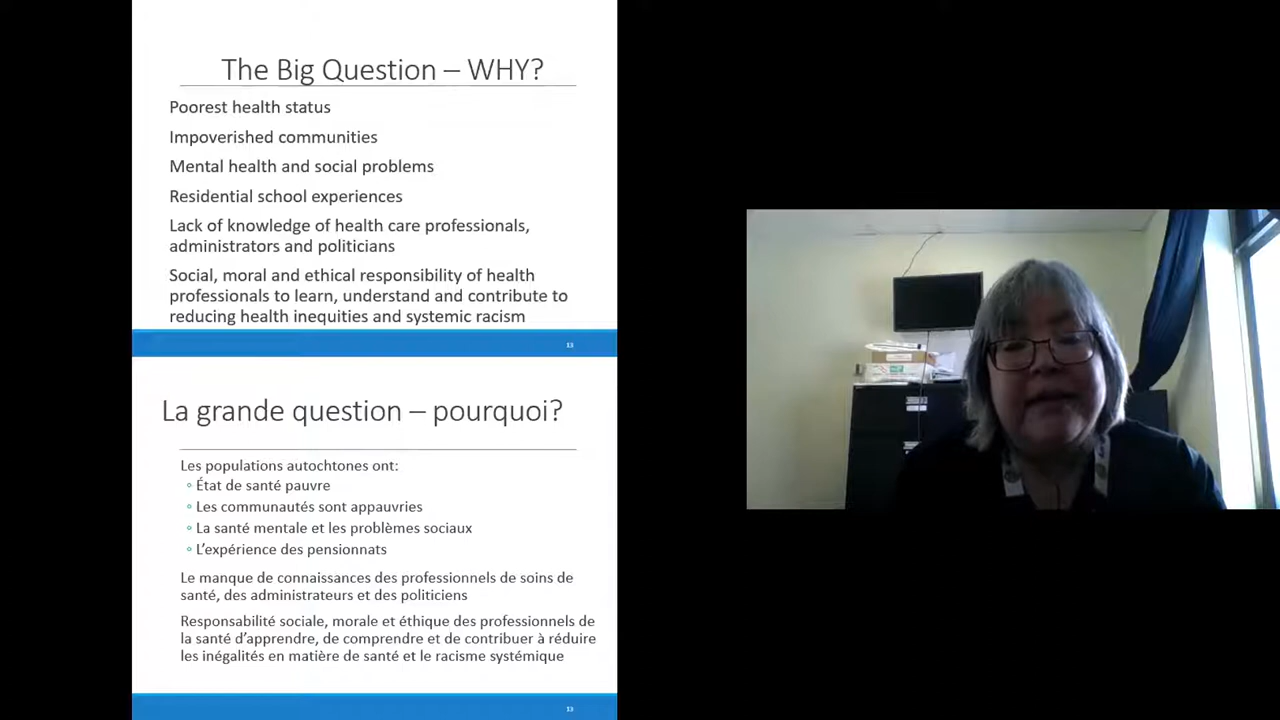 The Big Question – WHY?
Poorest health status
Impoverished communities
Mental health and social problems
Residential school experiences
Lack of knowledge of health care professionals,
administrators and politicians
Social, moral and ethical responsibility of health
professionals to learn, understand and contribute to
reducing health inequities and systemic racism
13
La grande question – pourquoi?
Les populations autochtones ont:
◦ État de santé pauvre
◦ Les communautés sont appauvries
◦ La santé mentale et les problèmes sociaux
◦ L’expérience des pensionnats
Le manque de connaissances des professionnels de soins de
santé, des administrateurs et des politiciens
Responsabilité sociale, morale et éthique des professionnels de
la santé d’apprendre, de comprendre et de contribuer à réduire
les inégalités en matière de santé et le racisme systémique
13